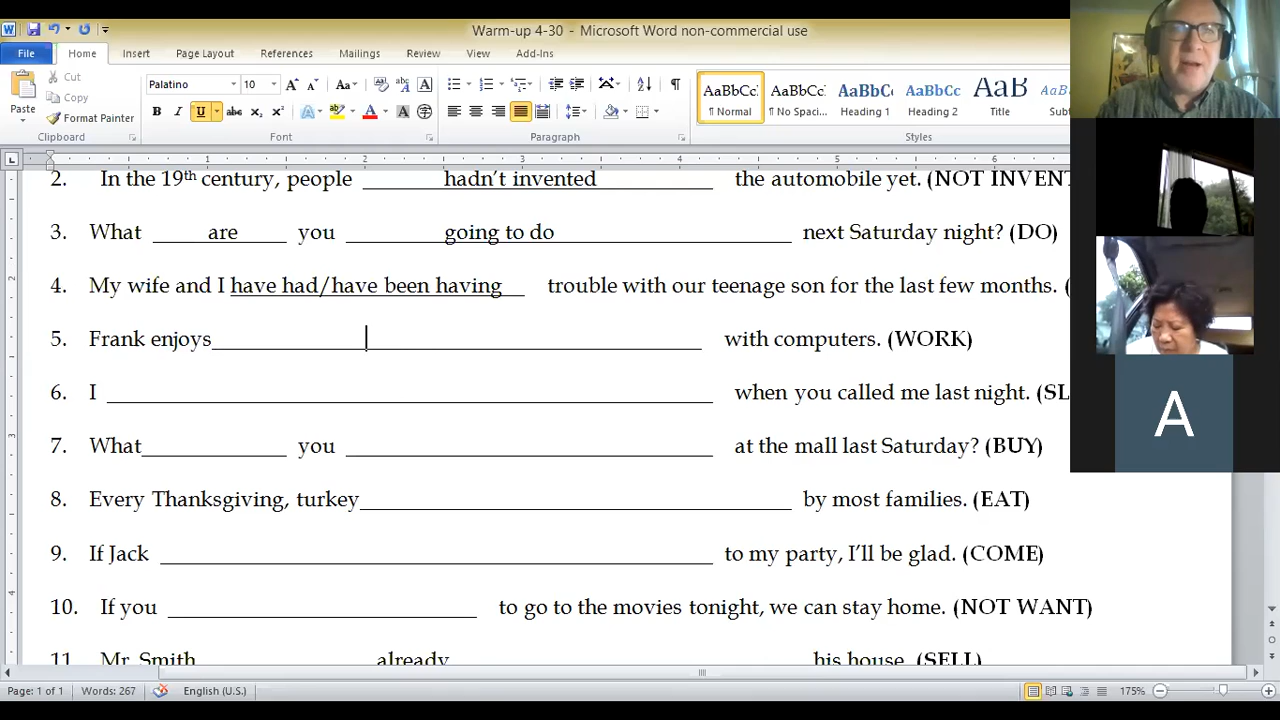 Warm-up 4-30 - Microsoft Word non-commercial use
File Home Insert Page Layout References Mailings Review View Add-Ins
Paste Cut Copy Format Painter
Palatino 10
AaBbCc AaBbCc AaBbCc AaBbCc AaB
¶ Normal ¶ No Spaci... Heading 1 Heading 2 Title
Clipboard Font Paragraph Styles
1 2 3 4 5 6
2. In the 19th century, people hadn't invented the automobile yet. (NOT INVENT
3. What are you going to do next Saturday night? (DO)
4. My wife and I have had/have been having trouble with our teenage son for the last few months. (
5. Frank enjoys with computers. (WORK)
6. I when you called me last night. (SL
7. What you at the mall last Saturday? (BUY)
8. Every Thanksgiving, turkey by most families. (EAT)
9. If Jack to my party, I'll be glad. (COME)
10. If you to go to the movies tonight, we can stay home. (NOT WANT)
11. Mr. Smith already his house. (SELL)
A
Page: 1 of 1 Words: 267 English (U.S.) 175%